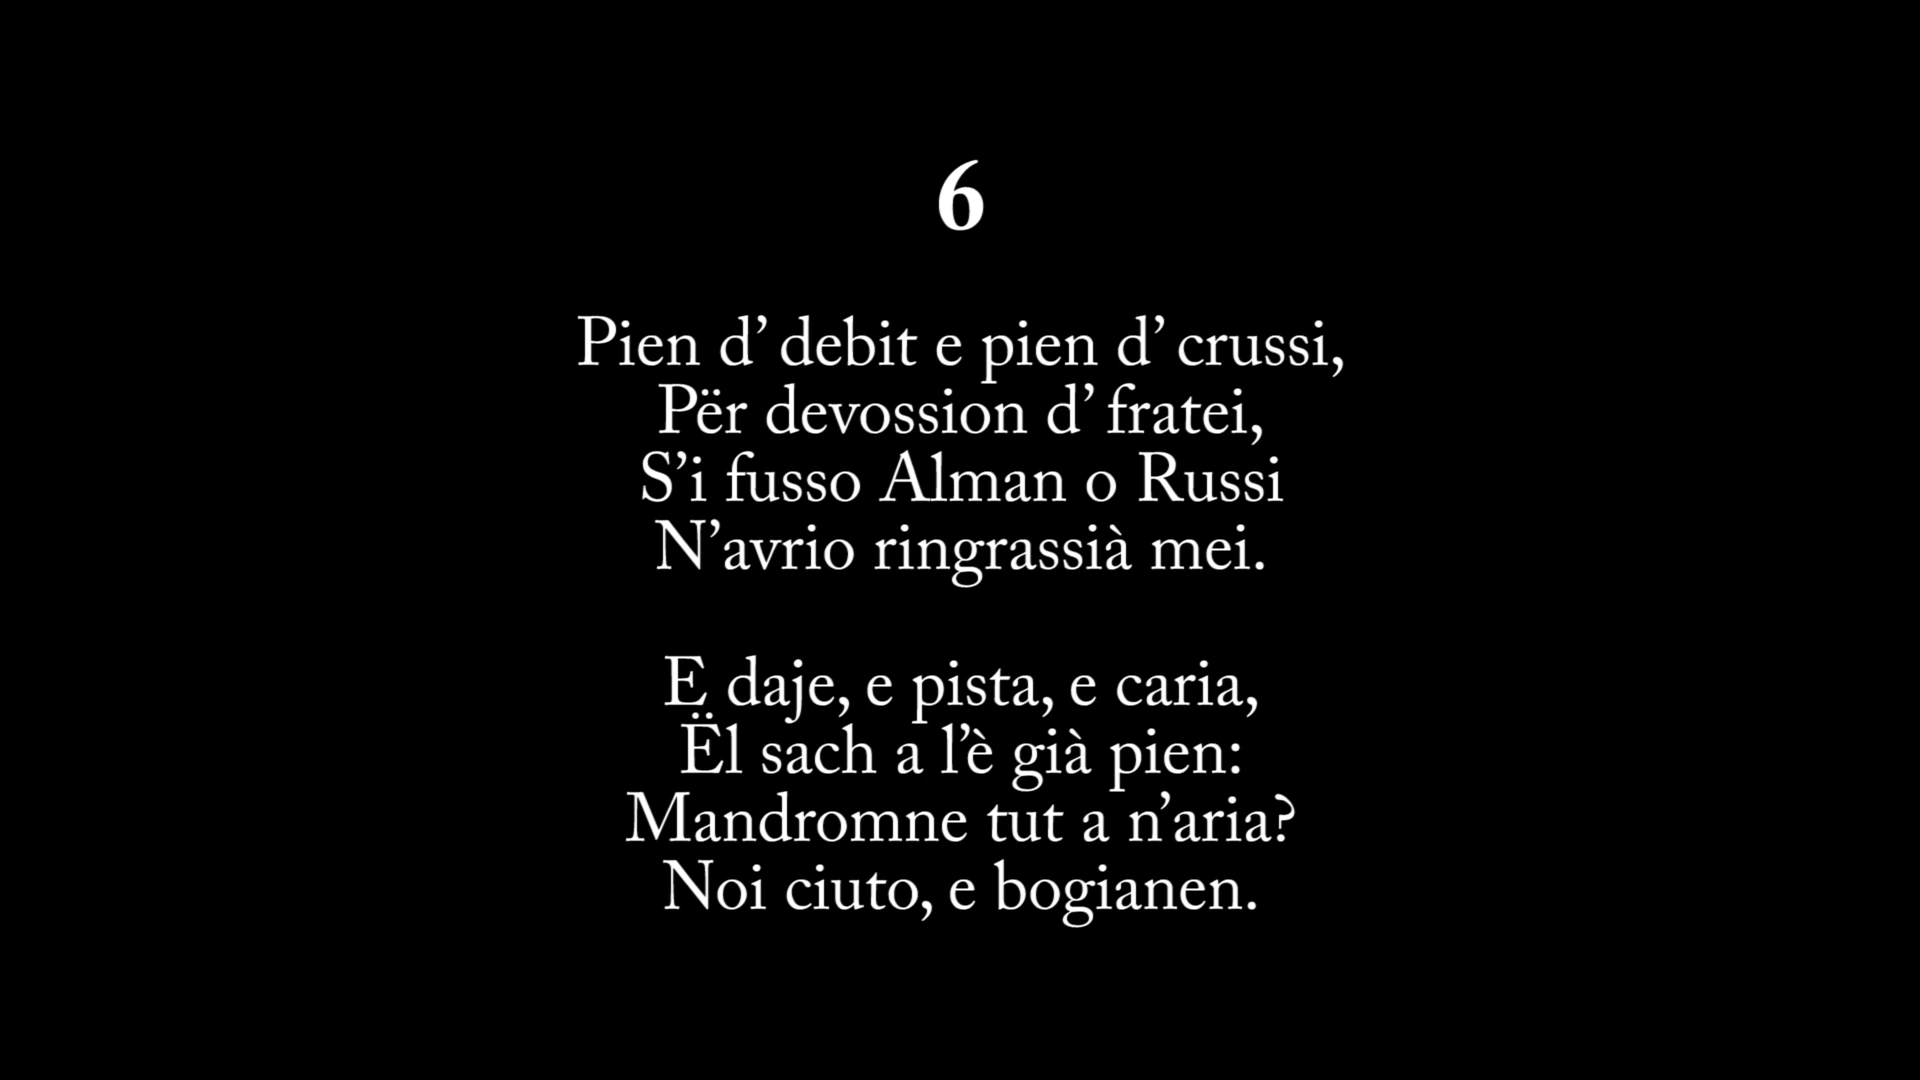 6
Pien d’ debit e pien d’ crussi,
Për devossion d’ fratei,
S’i fusso Alman o Russi
N’avrio ringrassià mei.
E daje, e pista, e caria,
Ël sach a l’è già pien:
Mandromne tut a n’aria?
Noi ciuto, e bogianen.